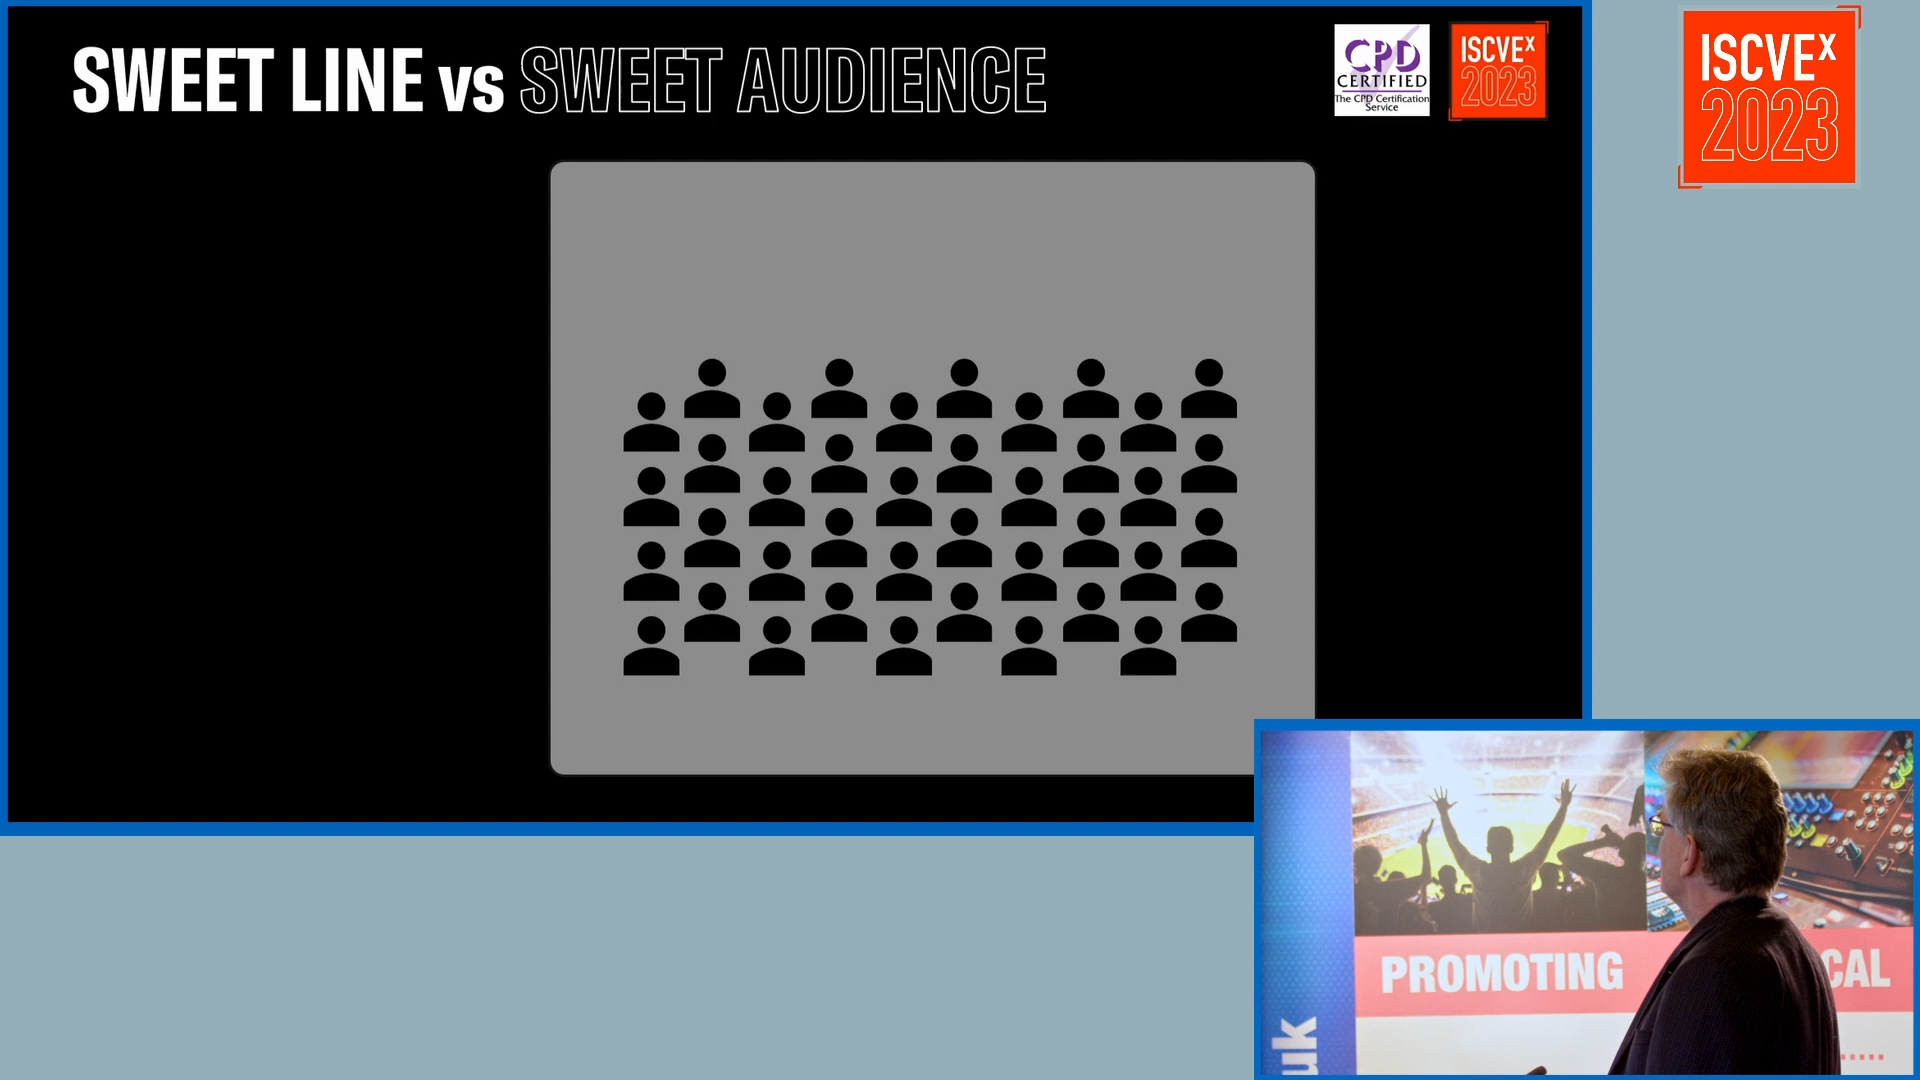 SWEET LINE vs SWEET AUDIENCE
CPD
CERTIFIED
The CPD Certification
Service
ISCVEx
2023
ISCVEx
2023
PROMOTING
CAL
uk